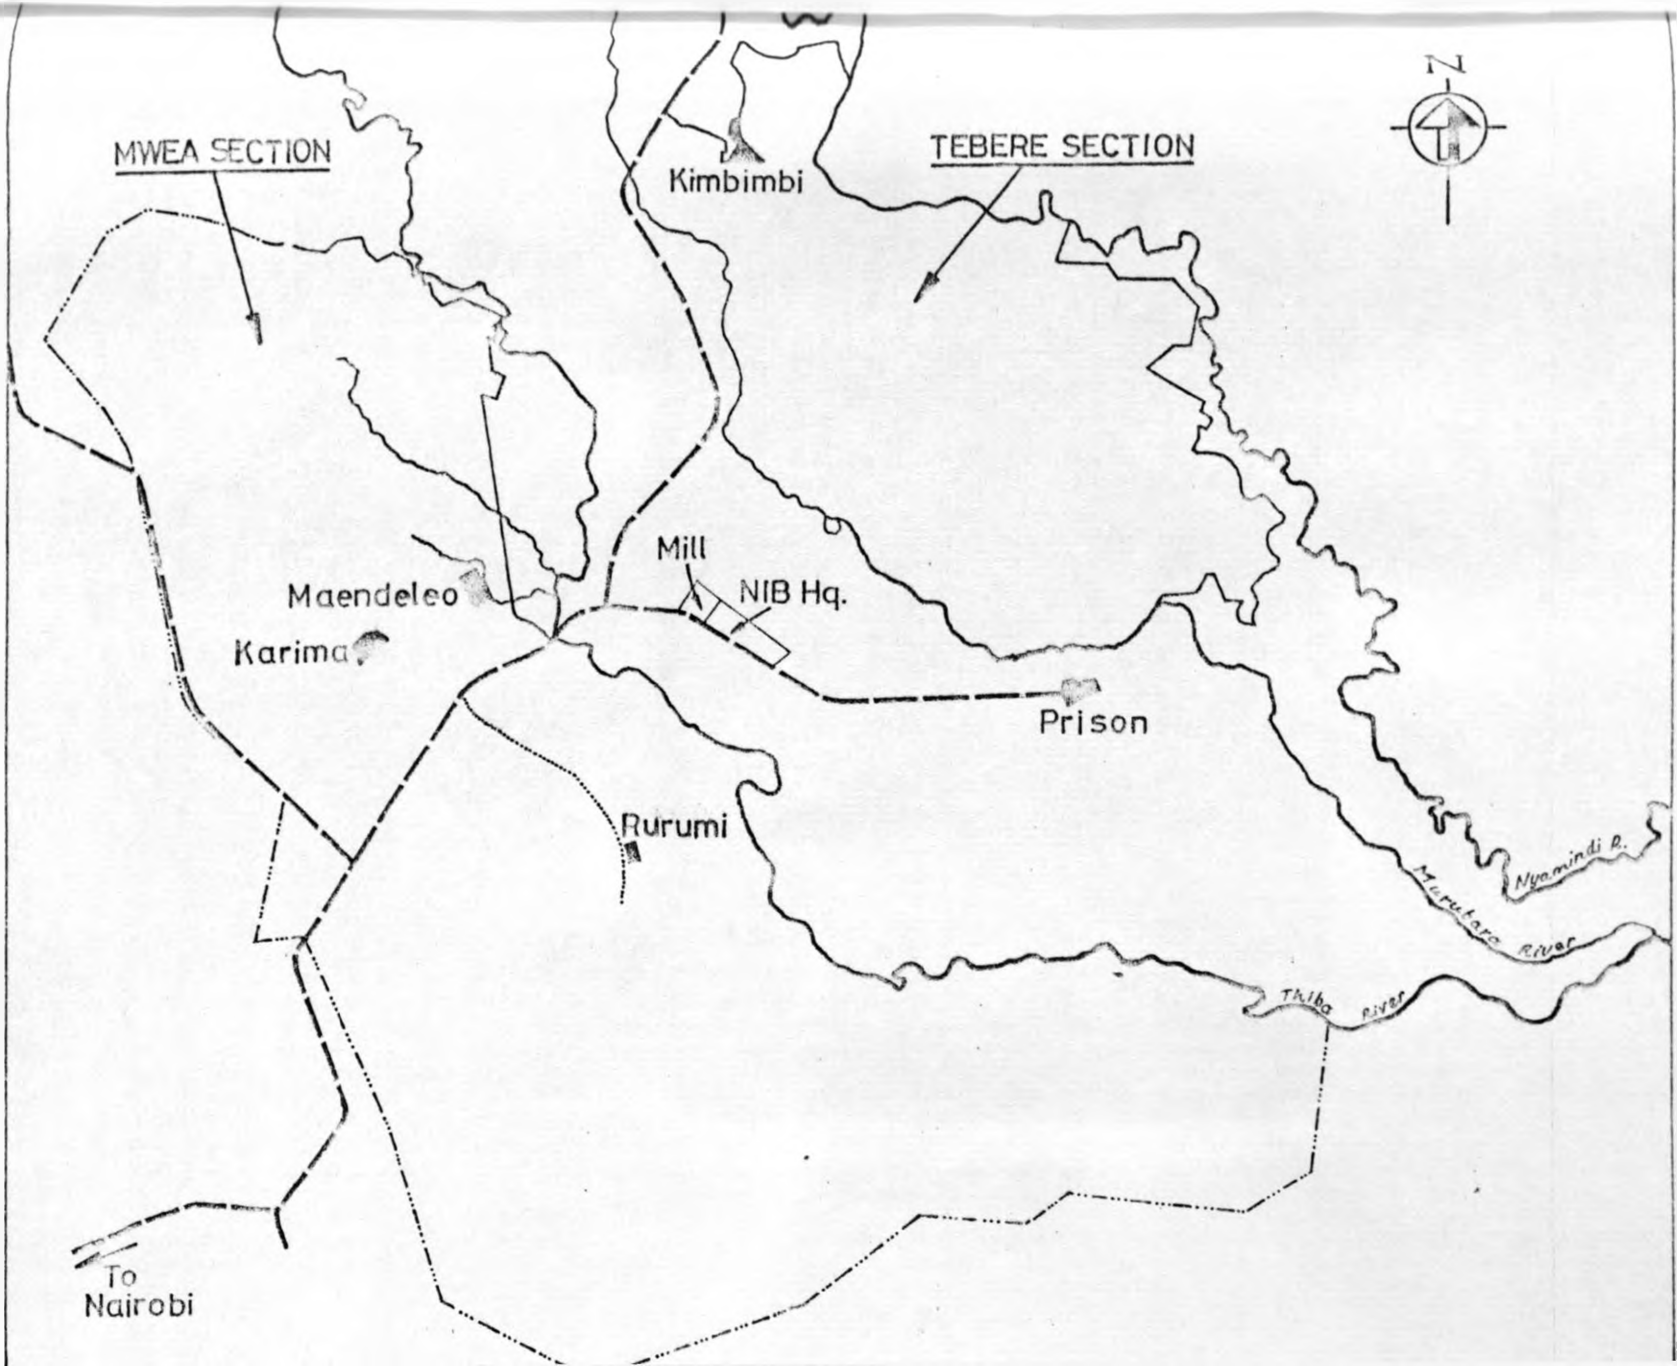 N
MWEA SECTION
TEBERE SECTION
Kimbimbi
Mill
NIB Hq.
Maendeleo
Karima
Prison
Rurumi
Nyamindi R.
Murubara River
Thiba River
To
Nairobi